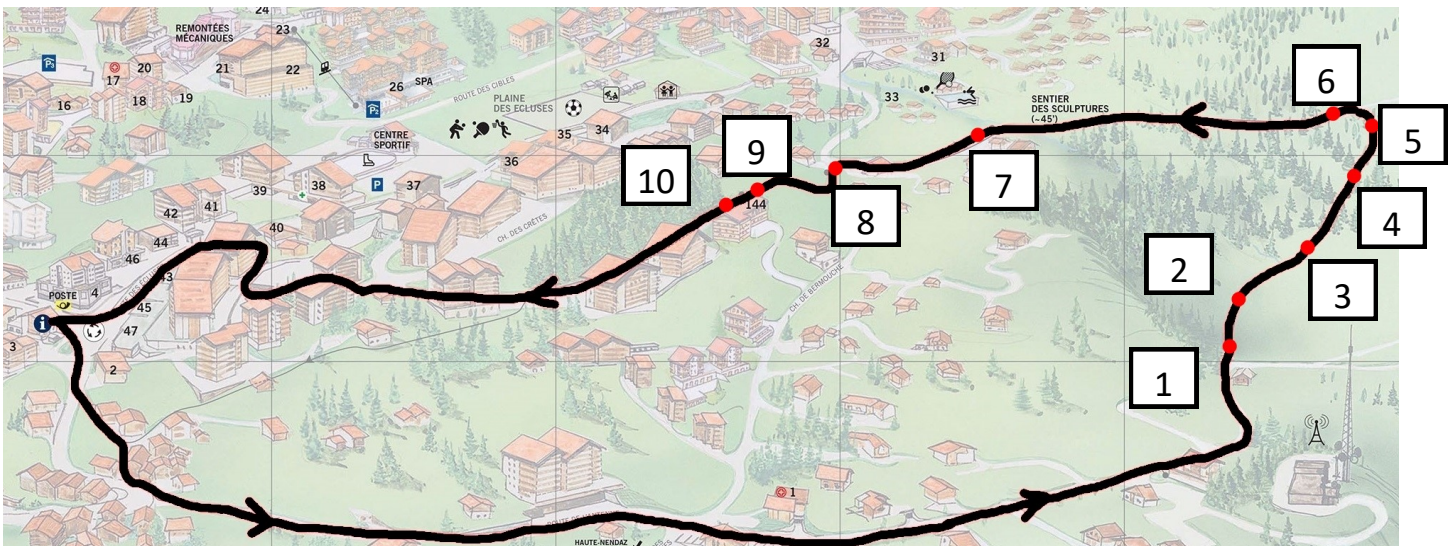 24
REMONTÉES
MÉCANIQUES
23
P3
17
20
21
22
26
SPA
ROUTE DES CIBLES
16
18
19
P2
PLAINE
DES ECLUSES
32
31
33
SENTIER
DES SCULPTURES
(~45')
6
5
CENTRE
SPORTIF
35
34
36
9
10
7
4
39
38
P
37
144
8
42
41
CH. DES CRÊTES
40
2
44
46
43
3
POSTE
4
45
CH. DE BERMOUCHE
i
47
3
2
1
1
HAUTE-NENDAZ